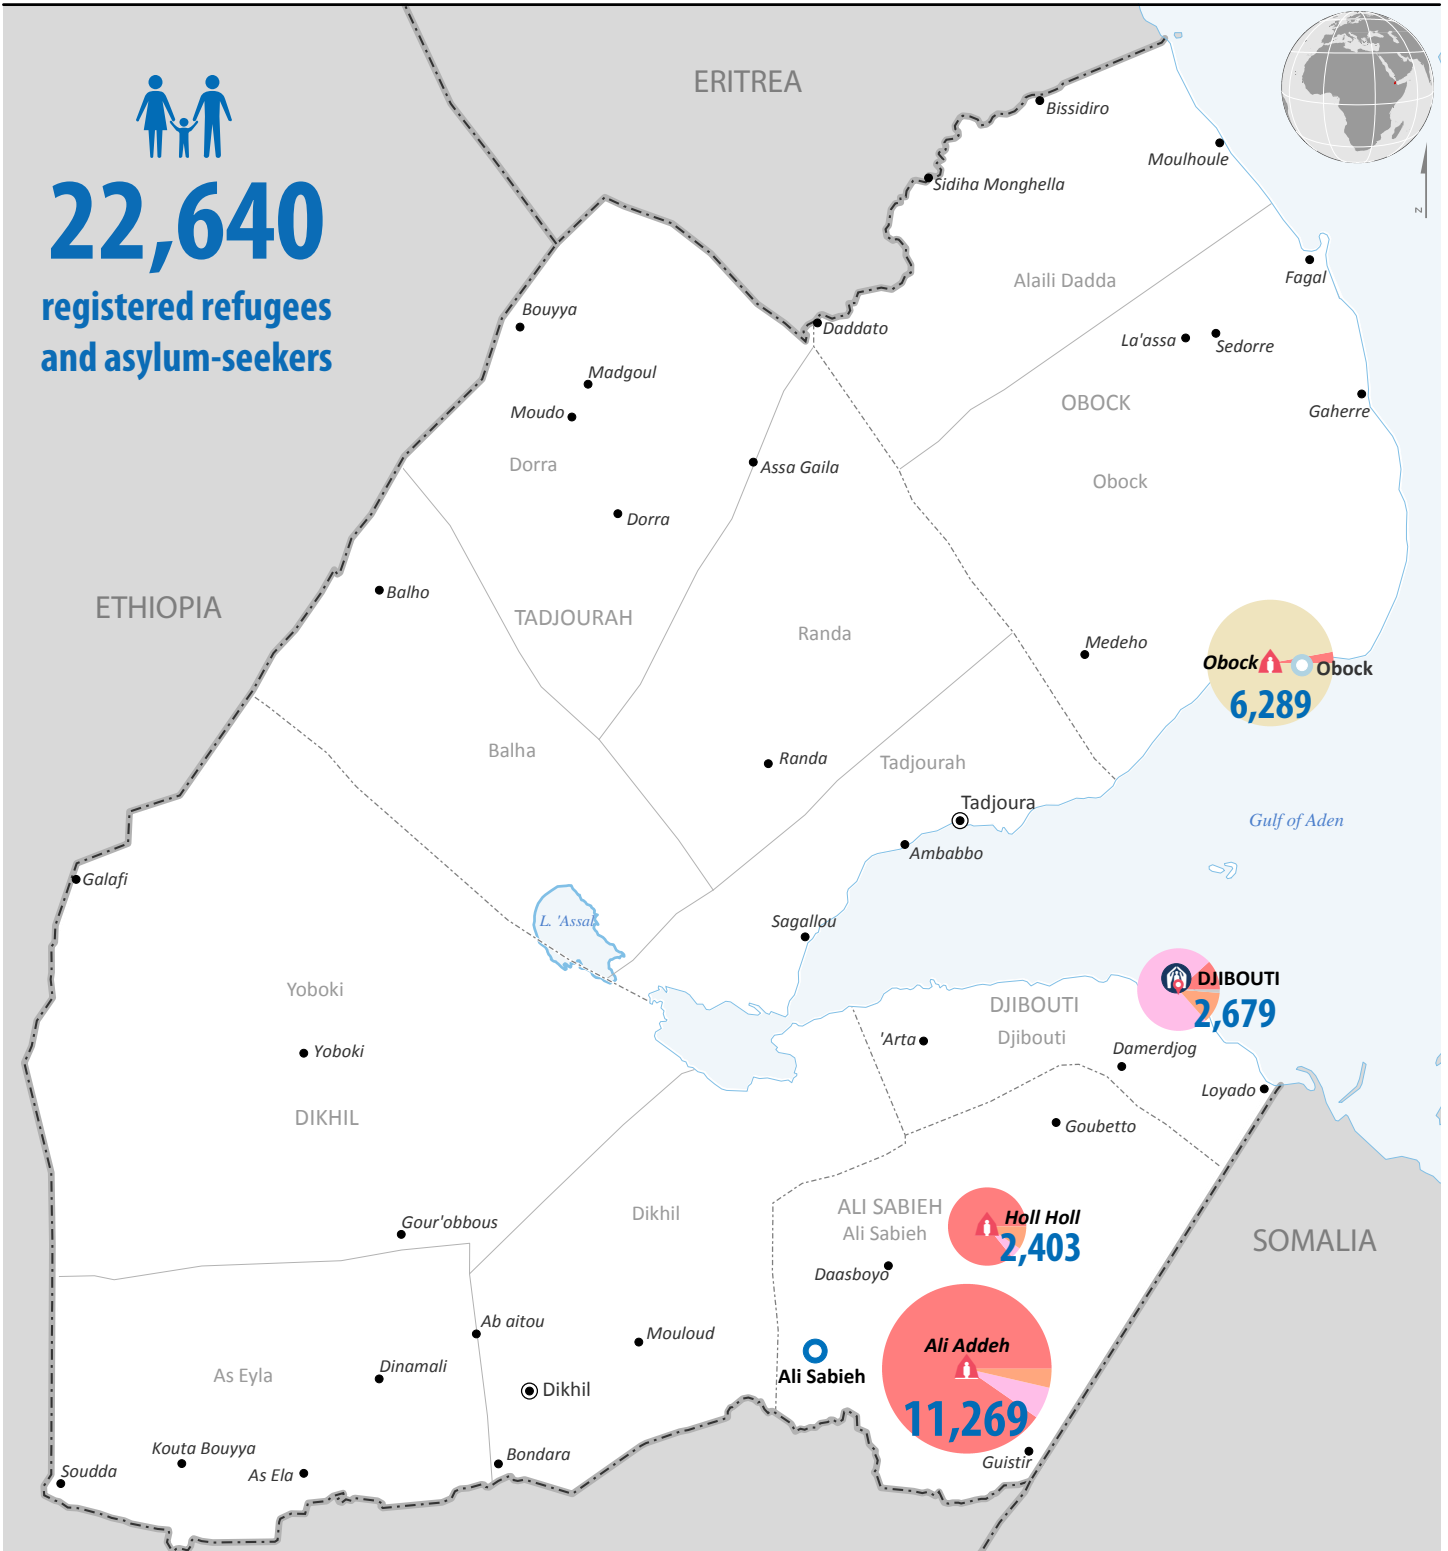 ERITREA
Bissidiro
Moulhoule
Sidiha Monghella
N
22,640
registered refugees
and asylum-seekers
Fagal
Alaili Dadda
Bouyya
Daddato
La'assa
Sedorre
Madgoul
Moudo
OBOCK
Gaherre
Dorra
Assa Gaila
Obock
Dorra
Balho
ETHIOPIA
TADJOURAH
Randa
Medeho
Obock
Obock
6,289
Balha
Randa
Tadjourah
Tadjoura
Gulf of Aden
Ambabbo
Galafi
L. 'Assal
Sagallou
DJIBOUTI
2,679
Yoboki
DJIBOUTI
Djibouti
'Arta
Damerdjog
Yoboki
Loyado
DIKHIL
Goubetto
Dikhil
ALI SABIEH
Ali Sabieh
Holl Holl
2,403
Gour'obbous
SOMALIA
Daasboyo
Ab aitou
Mouloud
Ali Addeh
11,269
As Eyla
Dinamali
Ali Sabieh
Dikhil
Kouta Bouyya
Soudda
As Ela
Bondara
Guistir